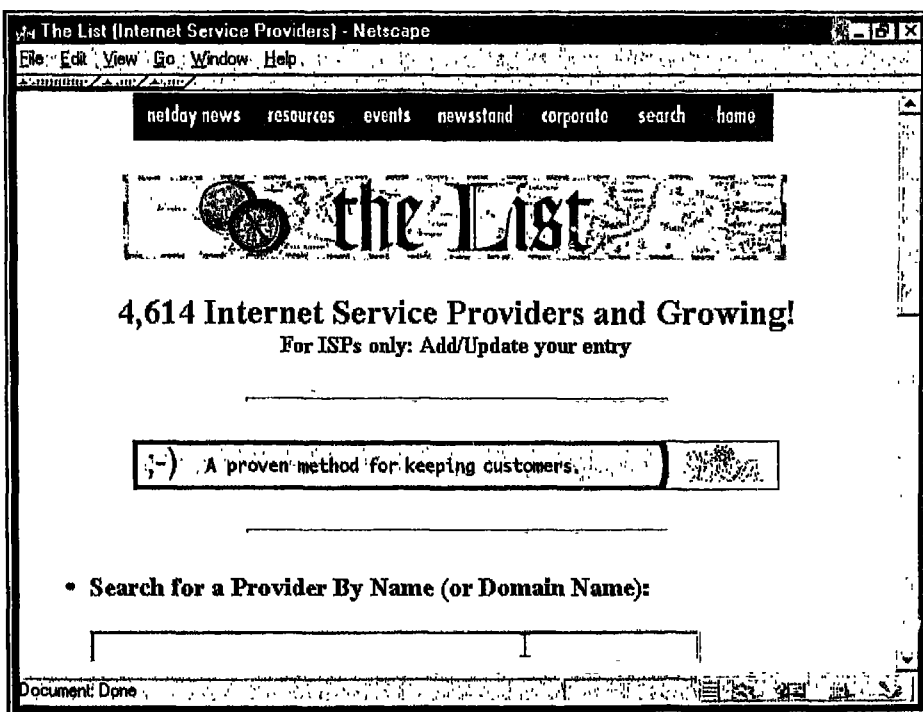 The List (Internet Service Providers) - Netscape
File Edit View Go Window Help
netday news resources events newsstand corporate search home
the List
4,614 Internet Service Providers and Growing!
For ISPs only: Add/Update your entry
;-) A proven method for keeping customers.
• Search for a Provider By Name (or Domain Name):
Document: Done